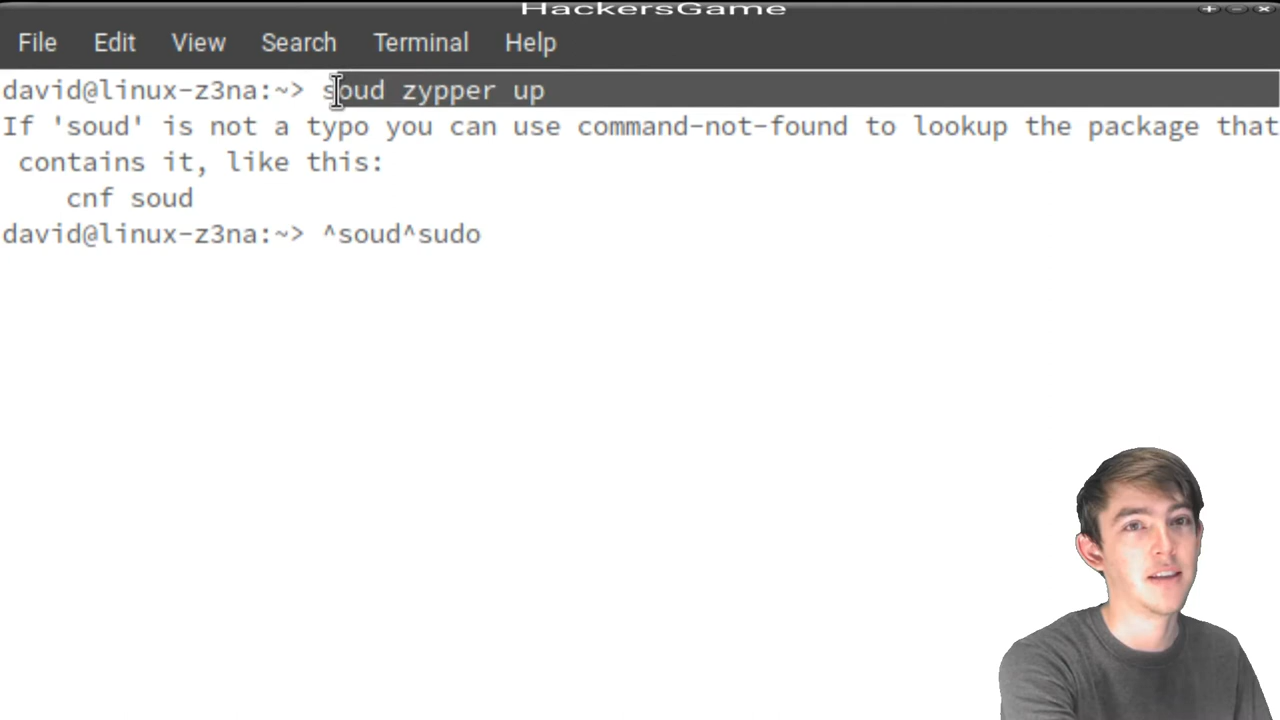 HackersGame
File Edit View Search Terminal Help
david@linux-z3na:~> soud zypper up
If 'soud' is not a typo you can use command-not-found to lookup the package that
contains it, like this:
cnf soud
david@linux-z3na:~> ^soud^sudo